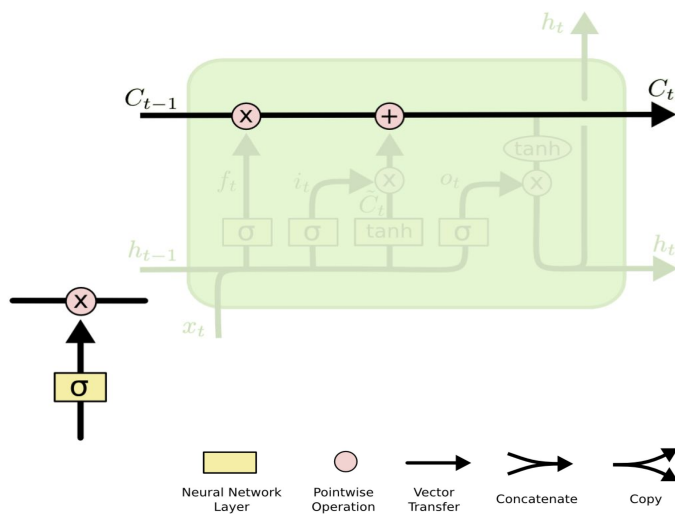 h_t
C_{t-1} C_t
x +
tanh
f_t i_t x o_t x
C̃_t
σ σ tanh σ
h_{t-1} h_t
x
x_t
σ
Neural Network Pointwise Vector
Layer Operation Transfer Concatenate Copy